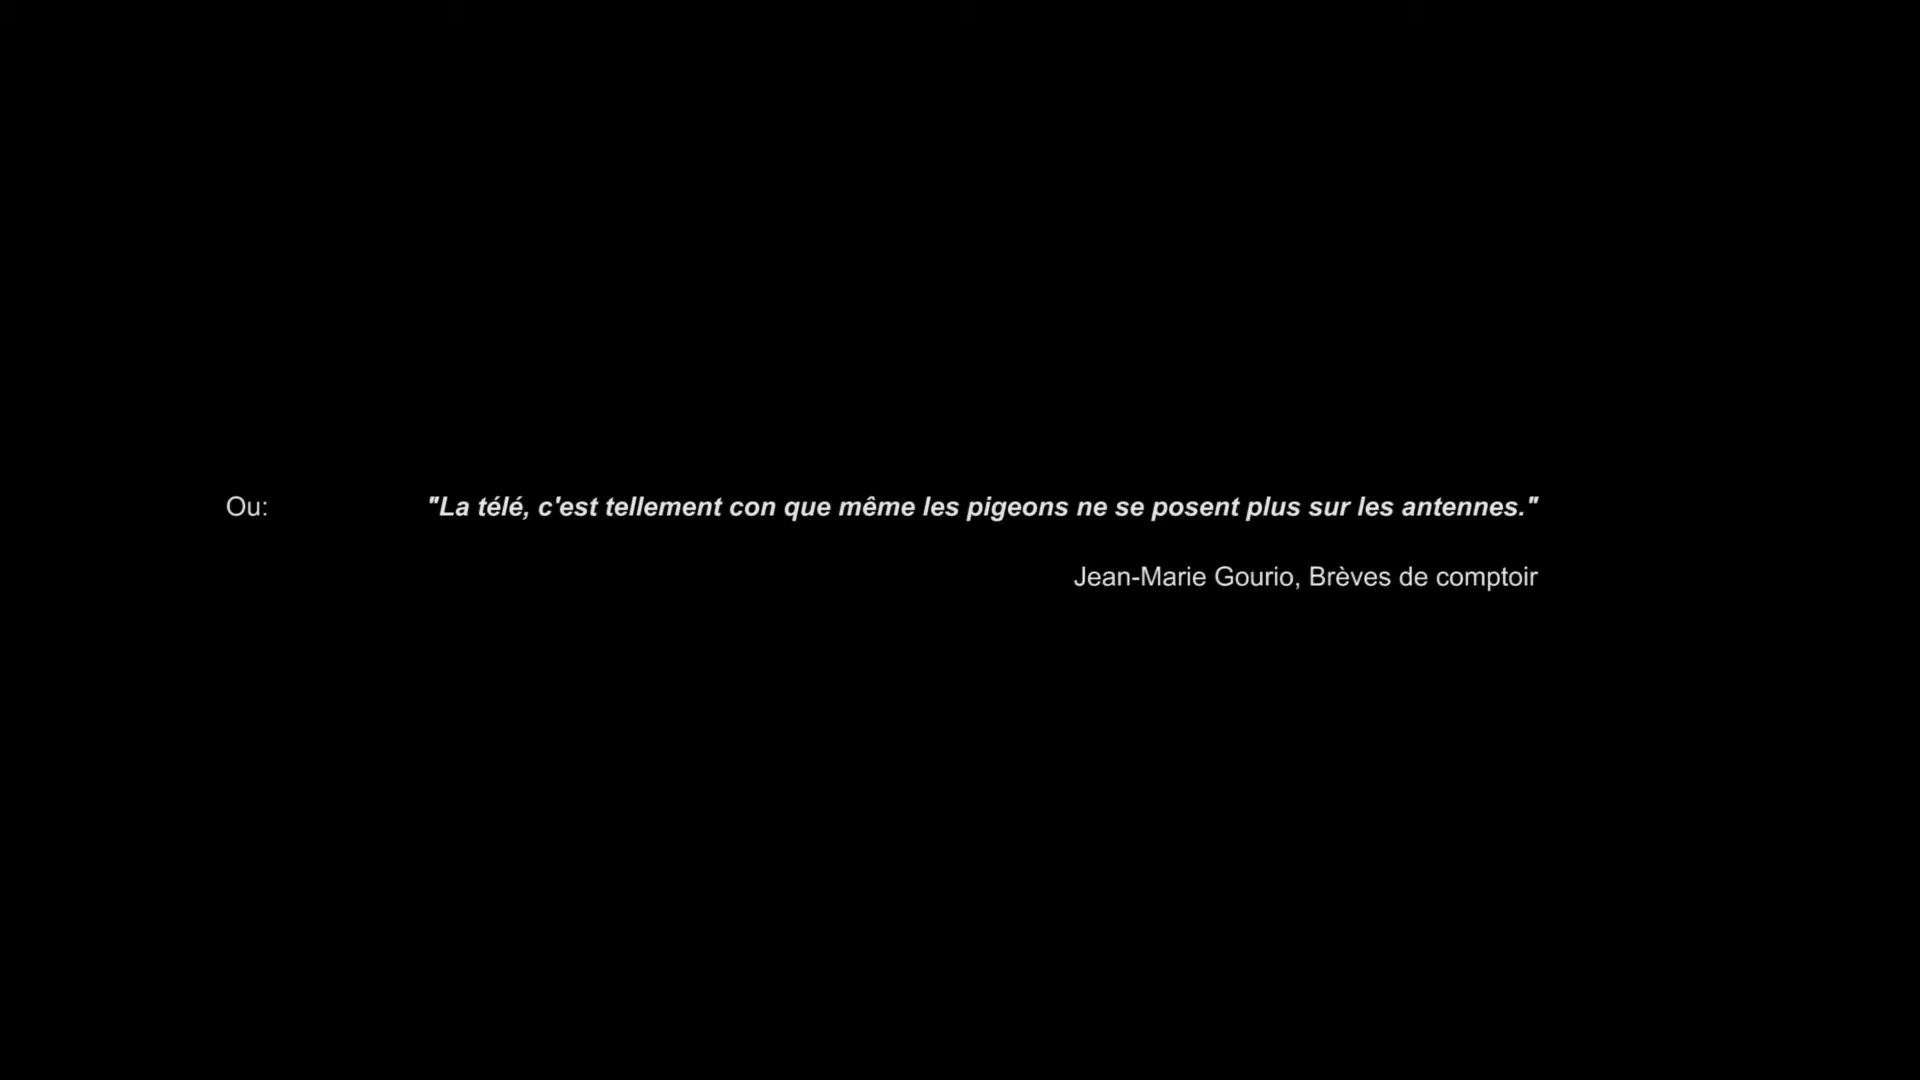 Ou: "La télé, c'est tellement con que même les pigeons ne se posent plus sur les antennes."
Jean-Marie Gourio, Brèves de comptoir